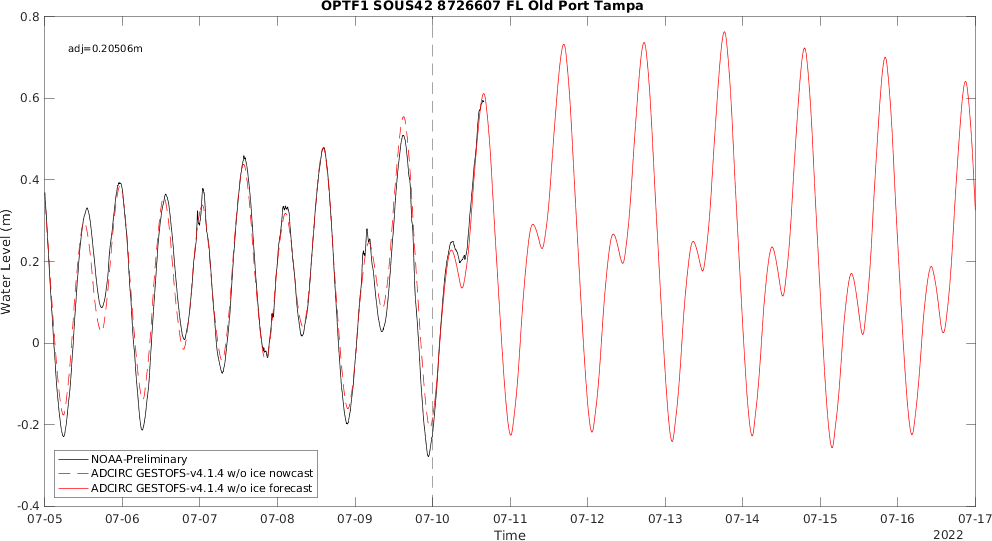 OPTF1 SOUS42 8726607 FL Old Port Tampa
adj=0.20506m
Water Level (m)
0.8
0.6
0.4
0.2
0
-0.2
-0.4
NOAA-Preliminary
ADCIRC GESTOFS-v4.1.4 w/o ice nowcast
ADCIRC GESTOFS-v4.1.4 w/o ice forecast
07-05 07-06 07-07 07-08 07-09 07-10 07-11 07-12 07-13 07-14 07-15 07-16 07-17
Time
2022